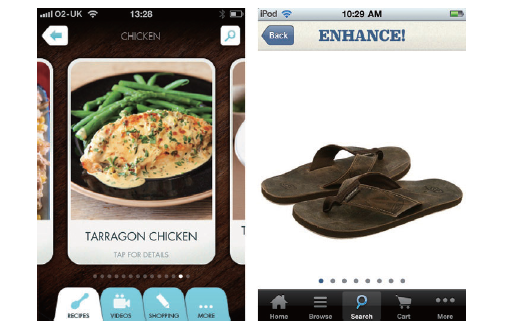 O2-UK 13:28
CHICKEN
TARRAGON CHICKEN
TAP FOR DETAILS
RECIPES VIDEOS SHOPPING MORE
iPod 10:29 AM
Back ENHANCE!
Home Browse Search Cart More